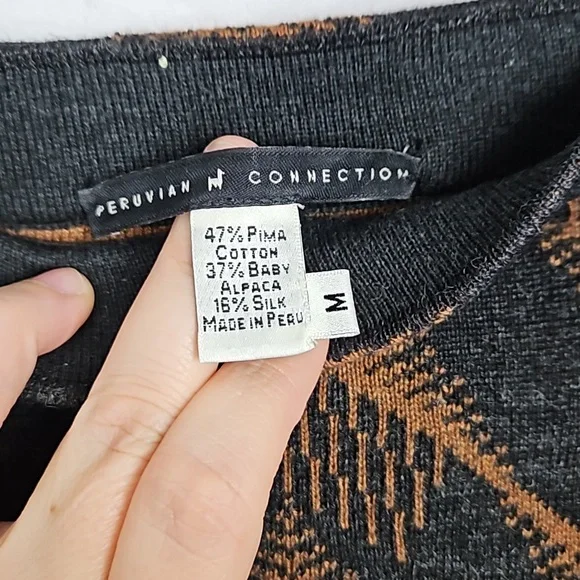 PERUVIAN CONNECTION
47% PIMA
COTTON
37% BABY
ALPACA
16% SILK
MADE IN PERU
M